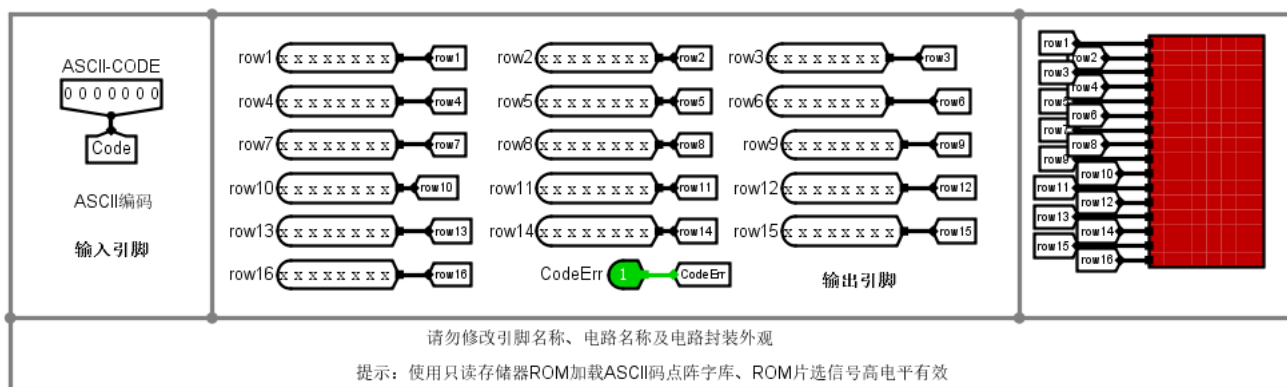 ASCII-CODE
0 0 0 0 0 0 0
Code
ASCII编码
输入引脚
row1 x x x x x x x x row1
row2 x x x x x x x x row2
row3 x x x x x x x x row3
row4 x x x x x x x x row4
row5 x x x x x x x x row5
row6 x x x x x x x x row6
row7 x x x x x x x x row7
row8 x x x x x x x x row8
row9 x x x x x x x x row9
row10 x x x x x x x x row10
row11 x x x x x x x x row11
row12 x x x x x x x x row12
row13 x x x x x x x x row13
row14 x x x x x x x x row14
row15 x x x x x x x x row15
row16 x x x x x x x x row16
CodeErr 1 CodeErr
输出引脚
row1
row2
row3
row4
row5
row6
row7
row8
row9
row10
row11
row12
row13
row14
row15
row16
请勿修改引脚名称、电路名称及电路封装外观
提示：使用只读存储器ROM加载ASCII码点阵字库、ROM片选信号高电平有效